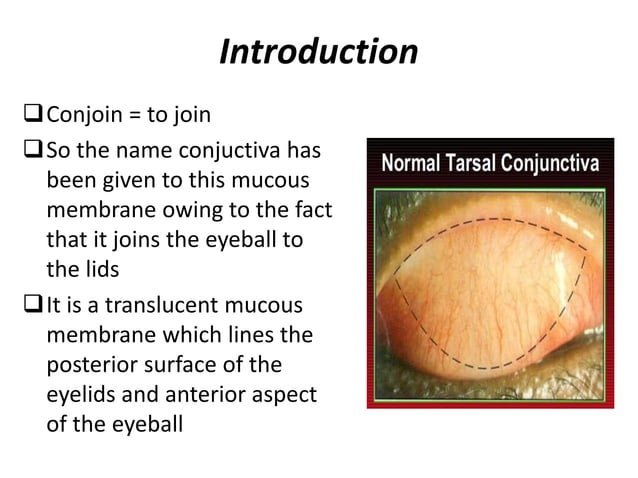 Introduction
❑Conjoin = to join
❑So the name conjuctiva has
been given to this mucous
membrane owing to the fact
that it joins the eyeball to
the lids
❑It is a translucent mucous
membrane which lines the
posterior surface of the
eyelids and anterior aspect
of the eyeball
Normal Tarsal Conjunctiva